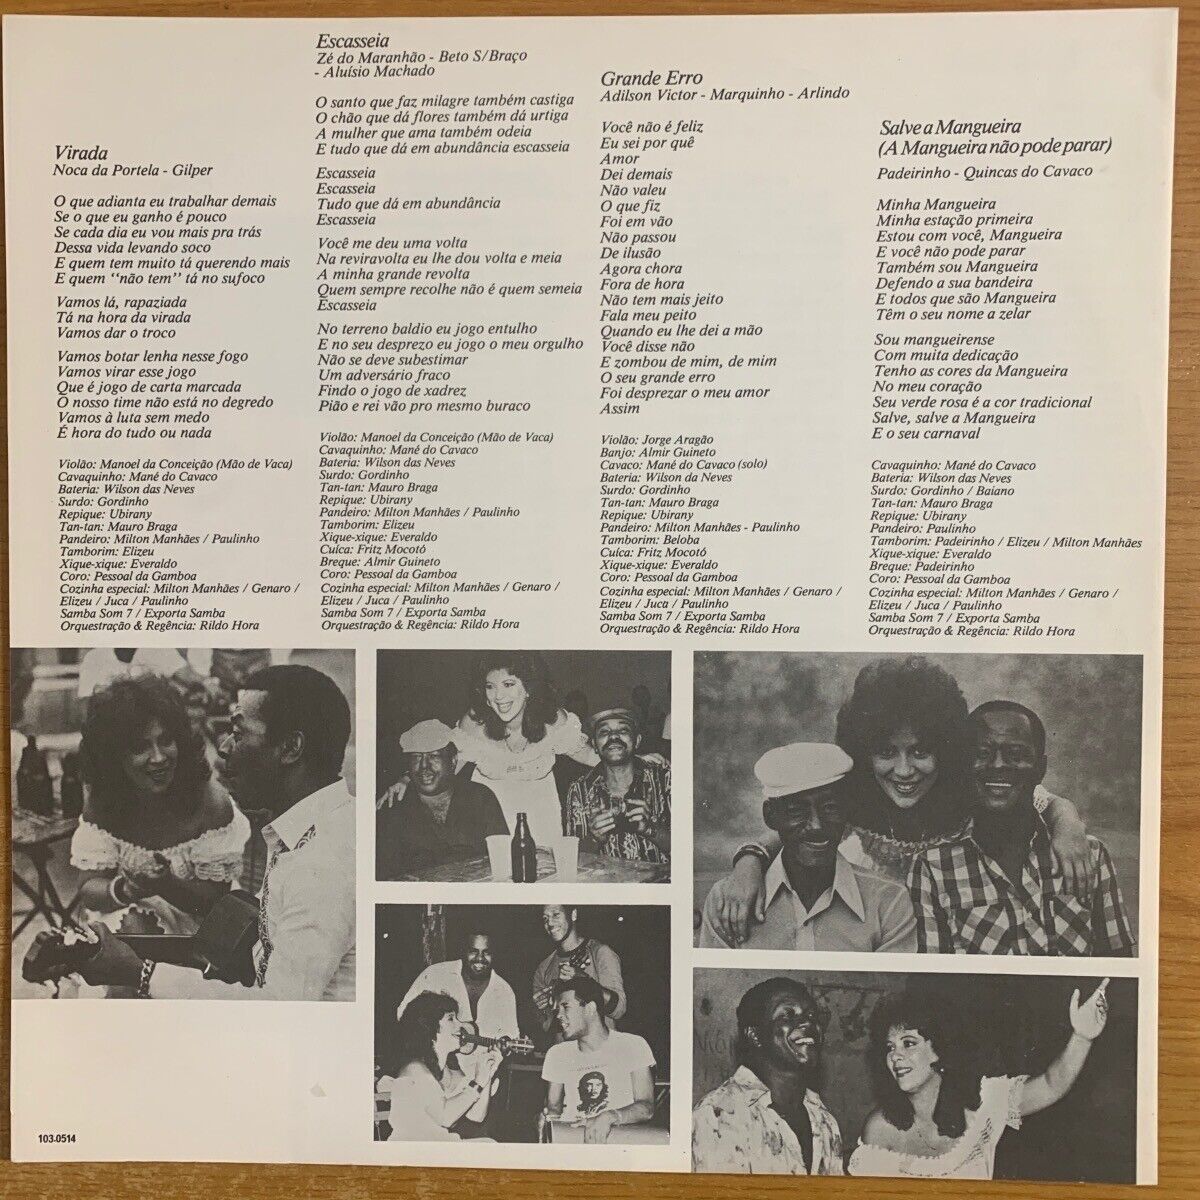 Virada
Noca da Portela - Gilper
O que adianta eu trabalhar demais
Se o que eu ganho é pouco
Se cada dia eu vou mais pra trás
Dessa vida levando soco
E quem tem muito tá querendo mais
E quem "não tem" tá no sufoco
Vamos lá, rapaziada
Tá na hora da virada
Vamos dar o troco
Vamos botar lenha nesse fogo
Vamos virar esse jogo
Que é jogo de carta marcada
O nosso time não está no degredo
Vamos à luta sem medo
É hora do tudo ou nada
Violão: Manoel da Conceição (Mão de Vaca)
Cavaquinho: Mané do Cavaco
Bateria: Wilson das Neves
Surdo: Gordinho
Repique: Ubirany
Tan-tan: Mauro Braga
Pandeiro: Milton Manhães / Paulinho
Tamborim: Elizeu
Xique-xique: Everaldo
Coro: Pessoal da Gamboa
Cozinha especial: Milton Manhães / Genaro /
Elizeu / Juca / Paulinho
Samba Som 7 / Exporta Samba
Orquestração & Regência: Rildo Hora
Escasseia
Zé do Maranhão - Beto S/Braço
- Aluísio Machado
O santo que faz milagre também castiga
O chão que dá flores também dá urtiga
A mulher que ama também odeia
E tudo que dá em abundância escasseia
Escasseia
Escasseia
Tudo que dá em abundância
Escasseia
Você me deu uma volta
Na reviravolta eu lhe dou volta e meia
A minha grande revolta
Quem sempre recolhe não é quem semeia
Escasseia
No terreno baldio eu jogo entulho
E no seu desprezo eu jogo o meu orgulho
Não se deve subestimar
Um adversário fraco
Findo o jogo de xadrez
Pião e rei vão pro mesmo buraco
Violão: Manoel da Conceição (Mão de Vaca)
Cavaquinho: Mané do Cavaco
Bateria: Wilson das Neves
Surdo: Gordinho
Tan-tan: Mauro Braga
Repique: Ubirany
Pandeiro: Milton Manhães / Paulinho
Tamborim: Elizeu
Xique-xique: Everaldo
Cuíca: Fritz Mocotó
Breque: Almir Guineto
Coro: Pessoal da Gamboa
Cozinha especial: Milton Manhães / Genaro /
Elizeu / Juca / Paulinho
Samba Som 7 / Exporta Samba
Orquestração & Regência: Rildo Hora
Grande Erro
Adilson Victor - Marquinho - Arlindo
Você não é feliz
Eu sei por quê
Amor
Dei demais
Não valeu
O que fiz
Foi em vão
Não passou
De ilusão
Agora chora
Fora de hora
Não tem mais jeito
Fala meu peito
Quando eu lhe dei a mão
Você disse não
E zombou de mim, de mim
O seu grande erro
Foi desprezar o meu amor
Assim
Violão: Jorge Aragão
Banjo: Almir Guineto
Cavaco: Mané do Cavaco (solo)
Bateria: Wilson da Neves
Surdo: Gordinho
Tan-tan: Mauro Braga
Repique: Ubirany
Pandeiro: Milton Manhães - Paulinho
Tamborim: Beloba
Cuíca: Fritz Mocotó
Xique-xique: Everaldo
Coro: Pessoal da Gamboa
Cozinha especial: Milton Manhães / Genaro /
Elizeu / Juca / Paulinho
Samba Som 7 / Exporta Samba
Orquestração & Regência: Rildo Hora
Salve a Mangueira
(A Mangueira não pode parar)
Padeirinho - Quincas do Cavaco
Minha Mangueira
Minha estação primeira
Estou com você, Mangueira
E você não pode parar
Também sou Mangueira
Defendo a sua bandeira
E todos que são Mangueira
Têm o seu nome a zelar
Sou mangueirense
Com muita dedicação
Tenho as cores da Mangueira
No meu coração
Seu verde rosa é a cor tradicional
Salve, salve a Mangueira
E o seu carnaval
Cavaquinho: Mané do Cavaco
Bateria: Wilson das Neves
Surdo: Gordinho / Baiano
Tan-tan: Mauro Braga
Repique: Ubirany
Pandeiro: Paulinho
Tamborim: Padeirinho / Elizeu / Milton Manhães
Xique-xique: Everaldo
Breque: Padeirinho
Coro: Pessoal da Gamboa
Cozinha especial: Milton Manhães / Genaro /
Elizeu / Juca / Paulinho
Samba Som 7 / Exporta Samba
Orquestração & Regência: Rildo Hora
103.0514